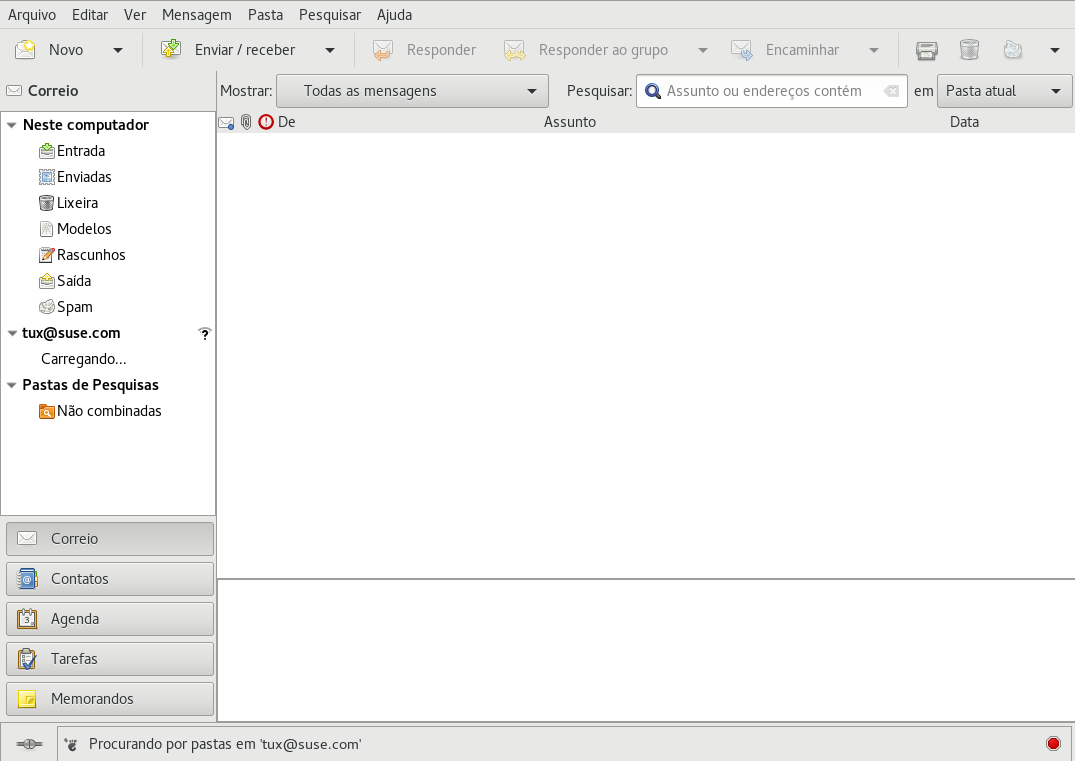 Arquivo Editar Ver Mensagem Pasta Pesquisar Ajuda
Novo Enviar / receber Responder Responder ao grupo Encaminhar
Correio Mostrar: Todas as mensagens Pesquisar: Assunto ou endereços contém em Pasta atual
De Assunto Data
Neste computador
Entrada
Enviadas
Lixeira
Modelos
Rascunhos
Saída
Spam
tux@suse.com
Carregando...
Pastas de Pesquisas
Não combinadas
Correio
Contatos
Agenda
Tarefas
Memorandos
Procurando por pastas em 'tux@suse.com'